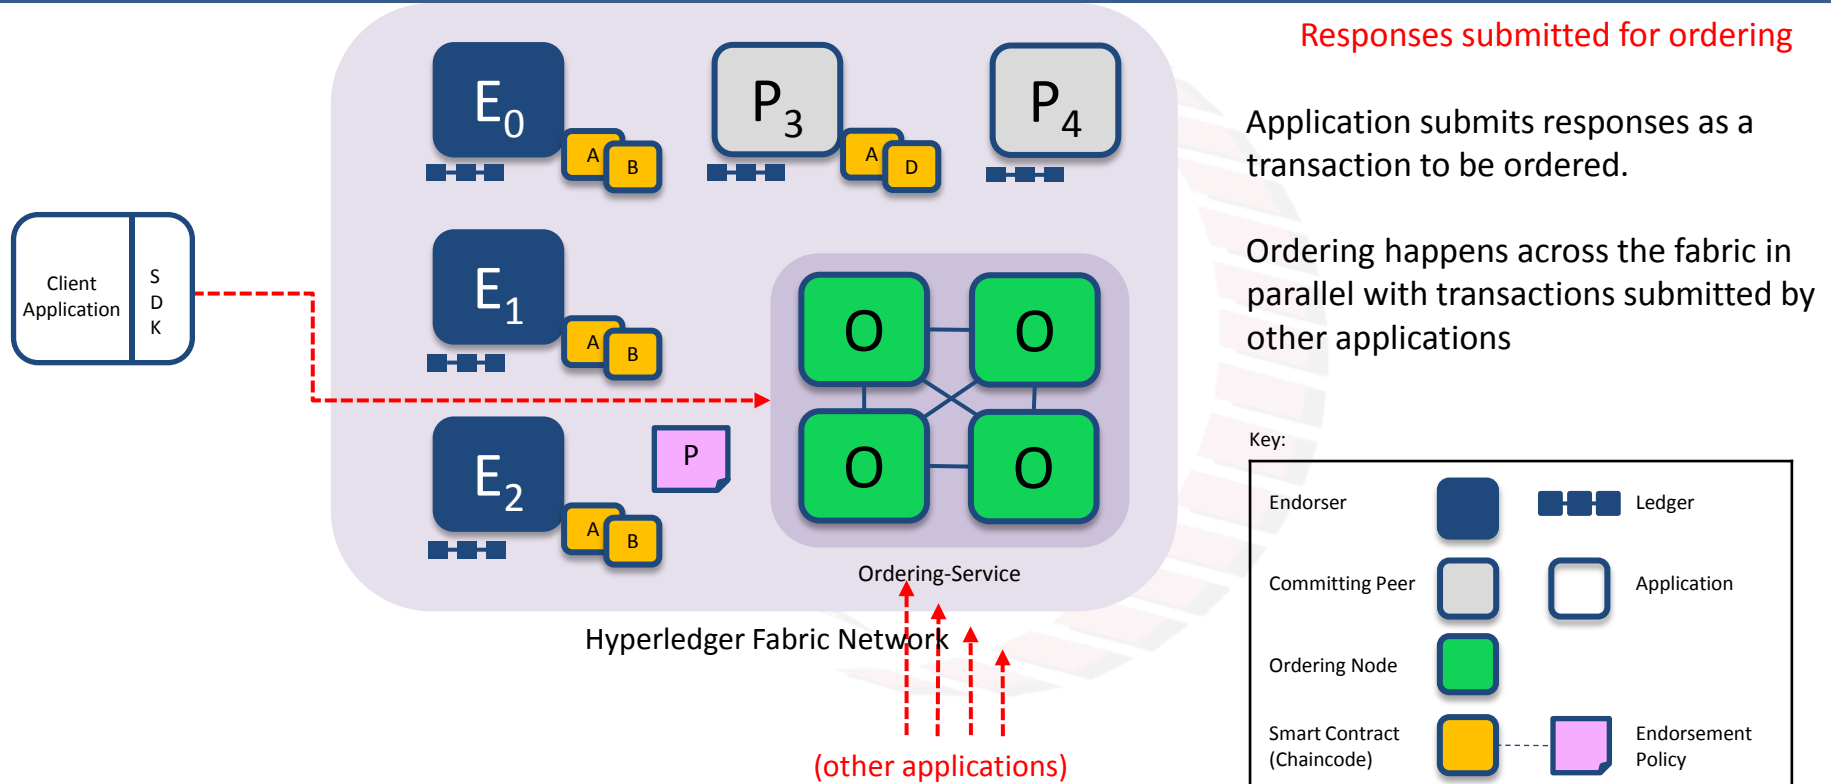 Responses submitted for ordering
E0
P3
P4
A
B
A
D
Application submits responses as a
transaction to be ordered.
Client
Application
S
D
K
E1
A
B
O
O
O
O
Ordering happens across the fabric in
parallel with transactions submitted by
other applications
E2
A
B
P
Ordering-Service
Hyperledger Fabric Network
(other applications)
Key:
Endorser
Ledger
Committing Peer
Application
Ordering Node
Smart Contract
(Chaincode)
Endorsement
Policy